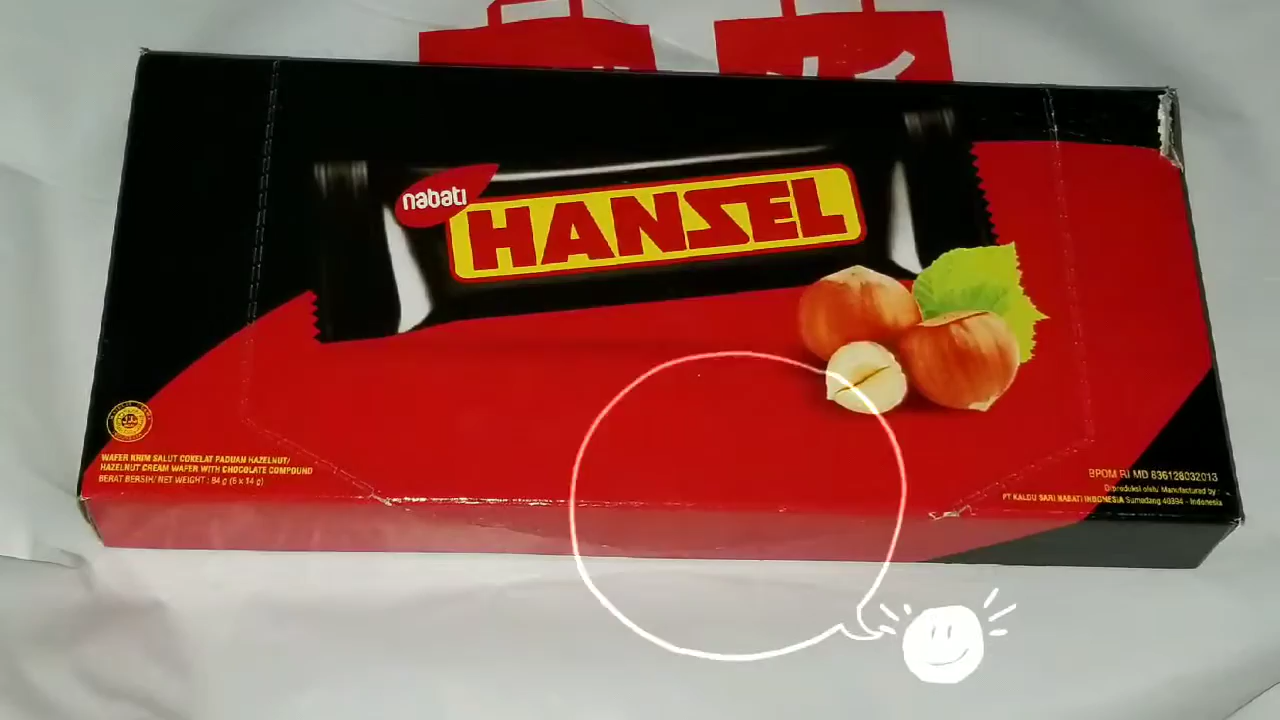 nabati
HANSEL
WAFER KRIM SALUT COKELAT PADUAN HAZELNUT/
HAZELNUT CREAM WAFER WITH CHOCOLATE COMPOUND
BERAT BERSIH/ NET WEIGHT : 84 g (6 x 14 g)
BPOM RI MD 836128032013
Diproduksi oleh/ Manufactured by :
PT KALDU SARI NABATI INDONESIA Sumedang 40394 - Indonesia